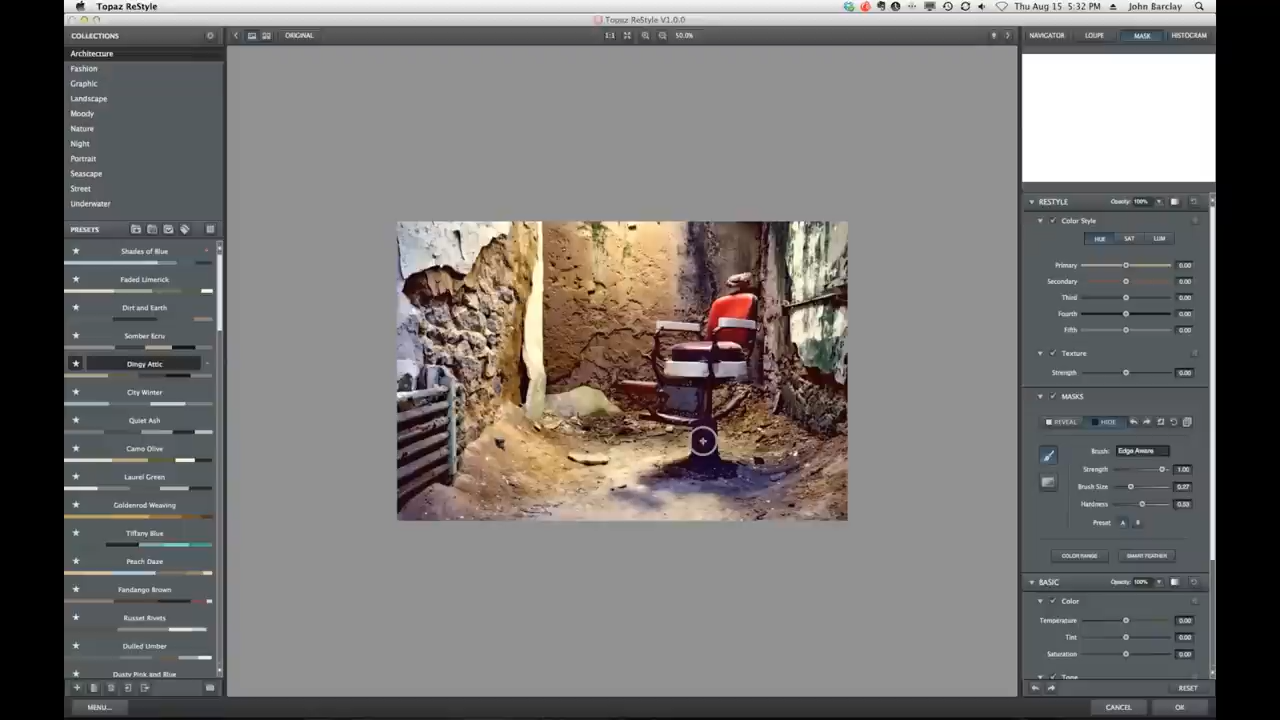 Topaz ReStyle
Thu Aug 15 5:32 PM John Barclay
Topaz ReStyle V1.0.0
COLLECTIONS
ORIGINAL
1:1
50.0%
NAVIGATOR LOUPE MASK HISTOGRAM
Architecture
Fashion
Graphic
Landscape
Moody
Nature
Night
Portrait
Seascape
Street
Underwater
PRESETS
Shades of Blue
Faded Limerick
Dirt and Earth
Somber Ecru
Dingy Attic
City Winter
Quiet Ash
Camo Olive
Laurel Green
Goldenrod Weaving
Tiffany Blue
Peach Daze
Fandango Brown
Russet Rivets
Dulled Umber
Dusty Pink and Blue
MENU...
RESTYLE Opacity: 100%
Color Style
HUE SAT LUM
Primary 0.00
Secondary 0.00
Third 0.00
Fourth 0.00
Fifth 0.00
Texture
Strength 0.00
MASKS
REVEAL HIDE
Brush: Edge Aware
Strength 1.00
Brush Size 0.27
Hardness
Preset A B
COLOR RANGE SMART FEATHER
BASIC Opacity: 100%
Color
Temperature 0.00
Tint 0.00
Saturation 0.00
Tone
RESET
CANCEL OK